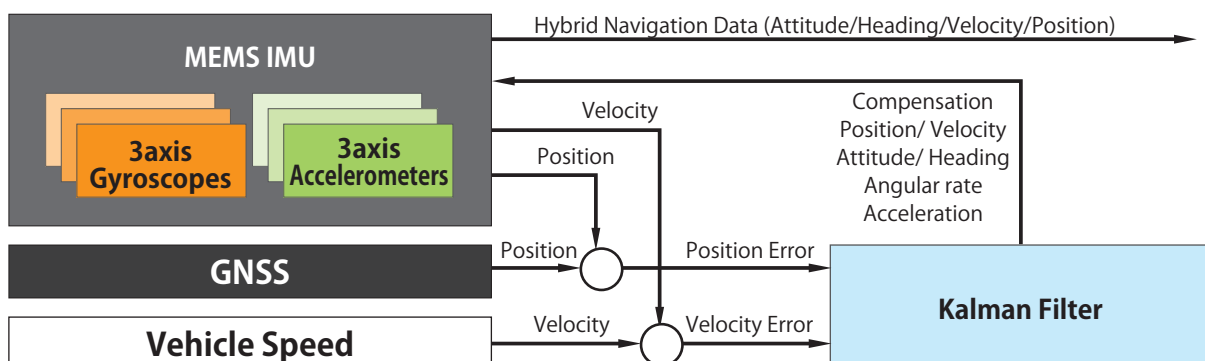 Hybrid Navigation Data (Attitude/Heading/Velocity/Position)
MEMS IMU
3axis
Gyroscopes
3axis
Accelerometers
Velocity
Position
Compensation
Position/ Velocity
Attitude/ Heading
Angular rate
Acceleration
GNSS
Position
Position Error
Kalman Filter
Vehicle Speed
Velocity
Velocity Error